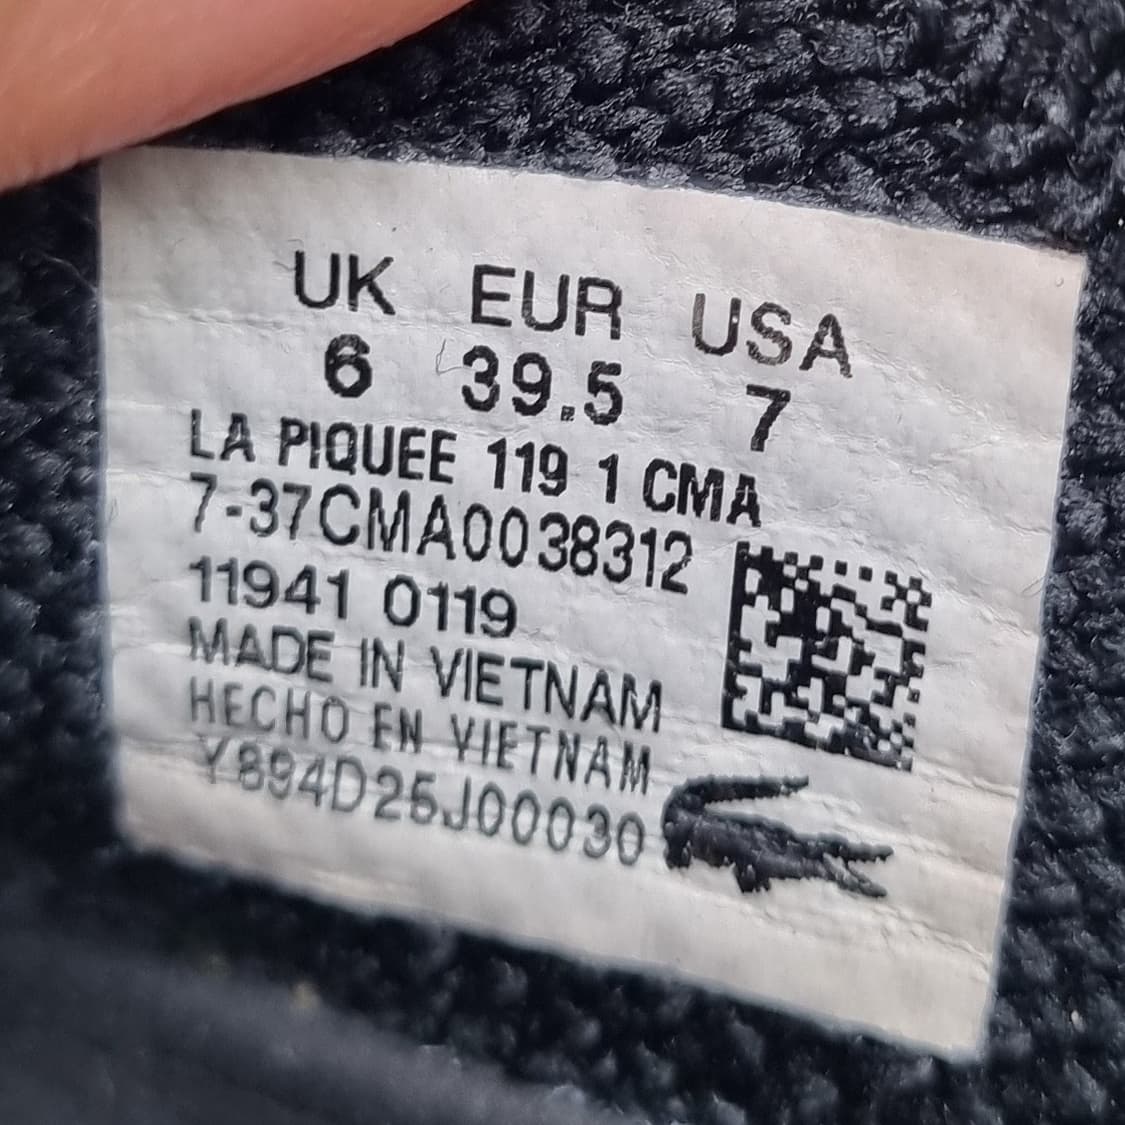 UK EUR USA
6 39.5 7
LA PIQUEE 119 1 CMA
7-37CMA0038312
11941 0119
MADE IN VIETNAM
HECHO EN VIETNAM
Y894D25J00030